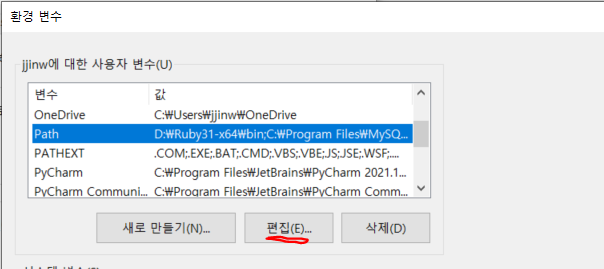 환경 변수
jjinw에 대한 사용자 변수(U)
변수 값
OneDrive C:₩Users₩jjinw₩OneDrive
Path D:₩Ruby31-x64₩bin;C:₩Program Files₩MySQ...
PATHEXT .COM;.EXE;.BAT;.CMD;.VBS;.VBE;.JS;.JSE;.WSF;...
PyCharm C:₩Program Files₩JetBrains₩PyCharm 2021.1...
PyCharm Communi... C:₩Program Files₩JetBrains₩PyCharm Comm...
새로 만들기(N)... 편집(E)... 삭제(D)